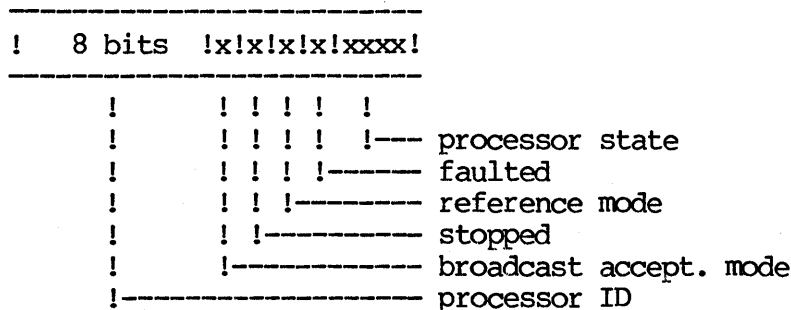 ------------------------------
!   8 bits  !x!x!x!x!xxxx!
------------------------------
      !      ! ! ! !  !
      !      ! ! ! !  !--- processor state
      !      ! ! ! !------ faulted
      !      ! ! !-------- reference mode
      !      ! !---------- stopped
      !      !------------ broadcast accept. mode
      !------------------- processor ID